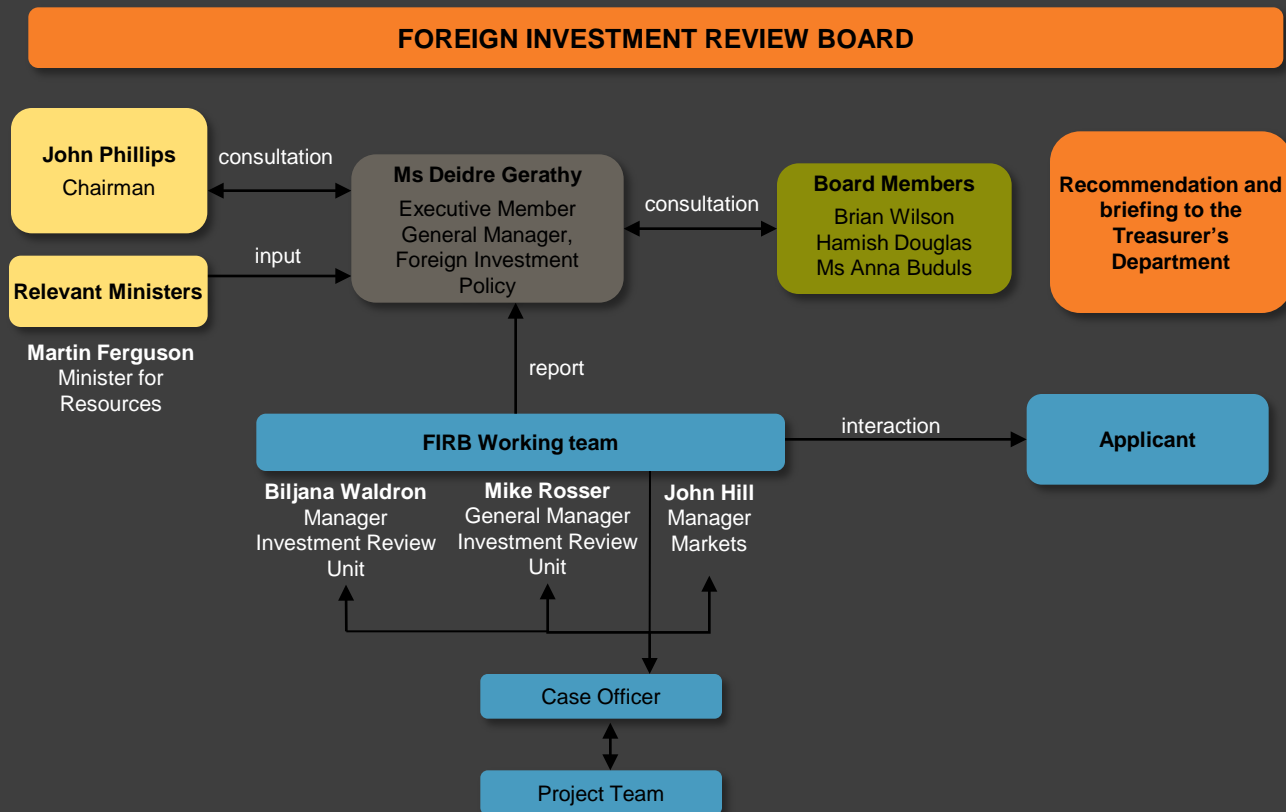 FOREIGN INVESTMENT REVIEW BOARD
John Phillips
Chairman
consultation
Ms Deidre Gerathy
Executive Member
General Manager,
Foreign Investment
Policy
consultation
Board Members
Brian Wilson
Hamish Douglas
Ms Anna Buduls
Recommendation and
briefing to the
Treasurer's
Department
input
Relevant Ministers
Martin Ferguson
Minister for
Resources
report
FIRB Working team
interaction
Applicant
Biljana Waldron
Manager
Investment Review
Unit
Mike Rosser
General Manager
Investment Review
Unit
John Hill
Manager
Markets
Case Officer
Project Team